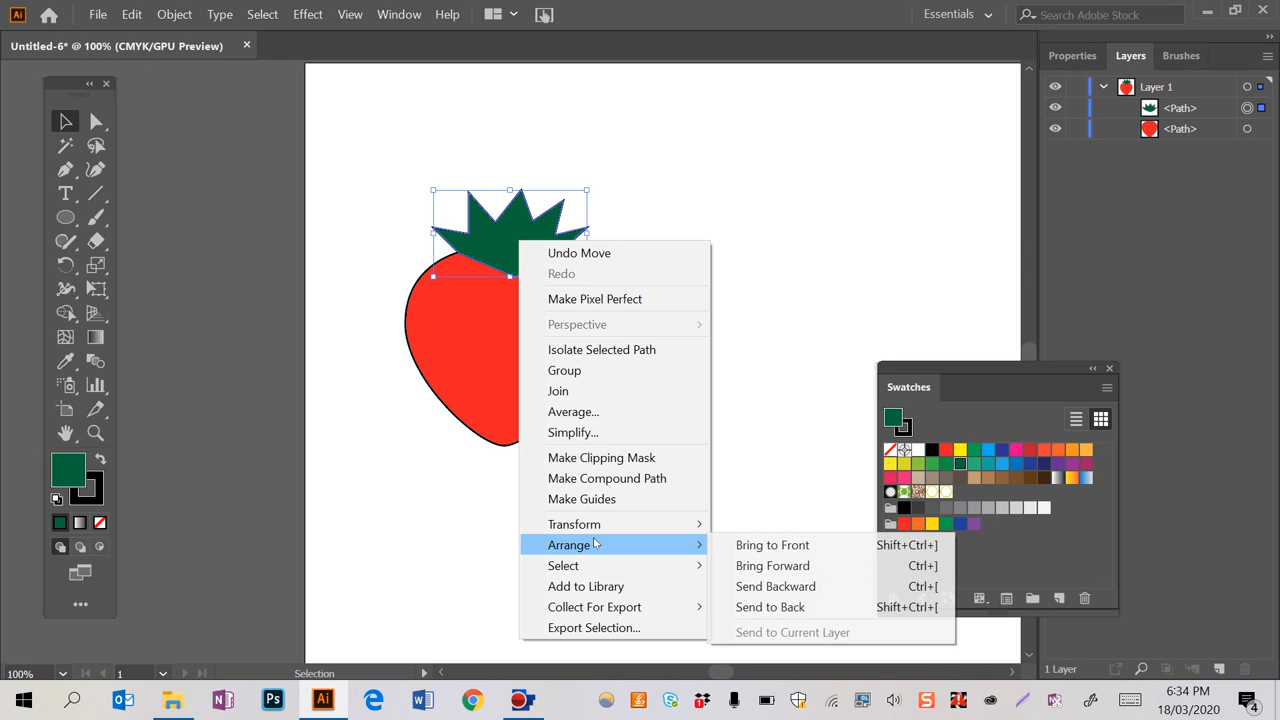 Ai
File Edit Object Type Select Effect View Window Help
Essentials
Search Adobe Stock
Untitled-6* @ 100% (CMYK/GPU Preview)
Properties Layers Brushes
Layer 1
<Path>
<Path>
Undo Move
Redo
Make Pixel Perfect
Perspective
Isolate Selected Path
Group
Join
Average...
Simplify...
Make Clipping Mask
Make Compound Path
Make Guides
Transform
Arrange
Select
Add to Library
Collect For Export
Export Selection...
Bring to Front Shift+Ctrl+]
Bring Forward Ctrl+]
Send Backward Ctrl+[
Send to Back Shift+Ctrl+[
Send to Current Layer
Swatches
100% 1 Selection
1 Layer
Ps Ai
6:34 PM
18/03/2020
4